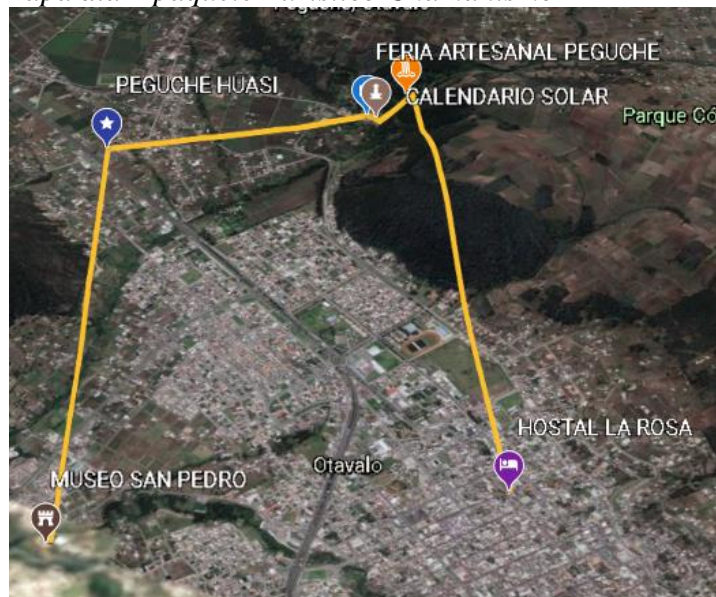 FERIA ARTESANAL PEGUCHE
PEGUCHE HUASI
CALENDARIO SOLAR
Parque Có
HOSTAL LA ROSA
Otavalo
MUSEO SAN PEDRO